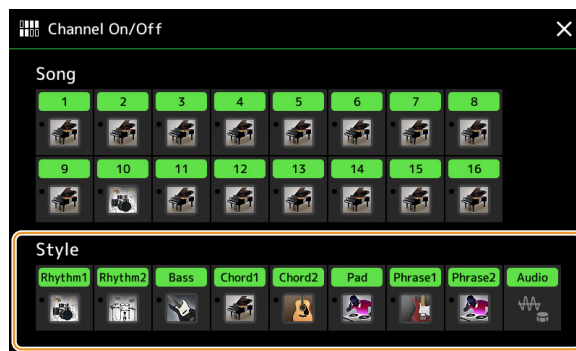 Channel On/Off
Song
1 2 3 4 5 6 7 8
9 10 11 12 13 14 15 16
Style
Rhythm1 Rhythm2 Bass Chord1 Chord2 Pad Phrase1 Phrase2 Audio